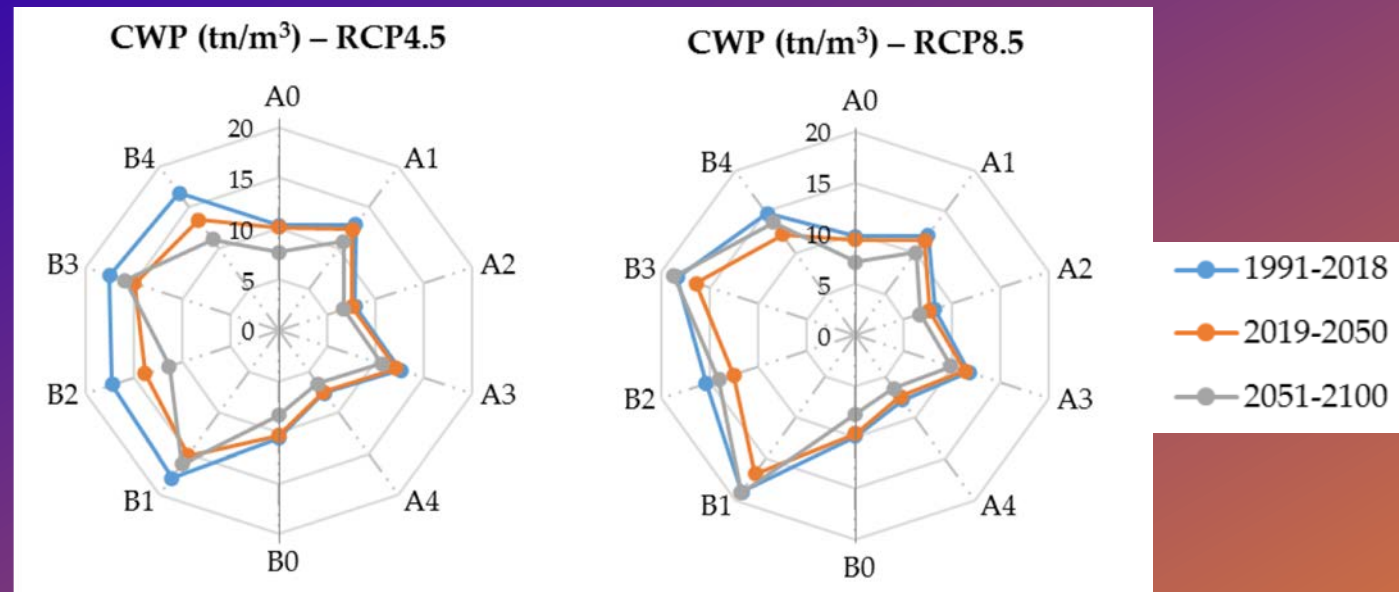 CWP (tn/m³) – RCP4.5
A0
A1
A2
A3
A4
B0
B1
B2
B3
B4
20
15
10
5
0
CWP (tn/m³) – RCP8.5
A0
A1
A2
A3
A4
B0
B1
B2
B3
B4
20
15
10
5
0
1991-2018
2019-2050
2051-2100